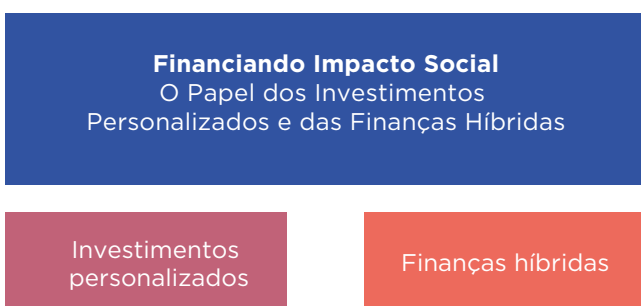 Financiando Impacto Social
O Papel dos Investimentos
Personalizados e das Finanças Híbridas
Investimentos
personalizados
Finanças híbridas